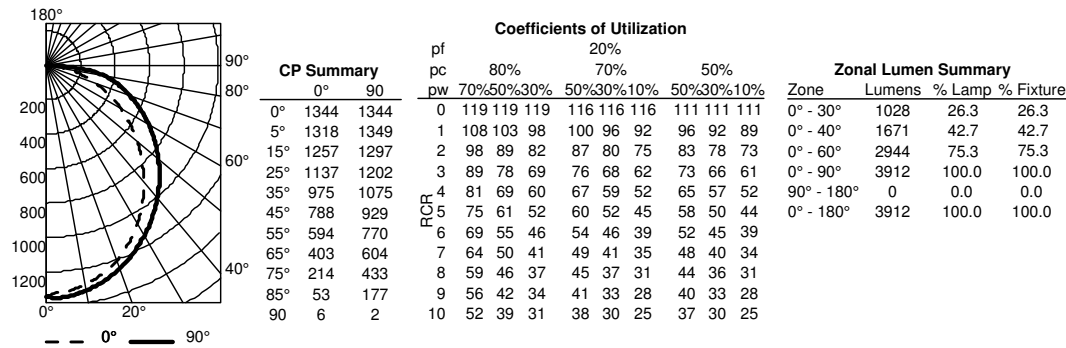 180°
90°
80°
60°
40°
20°
0°
200
400
600
800
1000
1200
0° 90°
CP Summary
0° 90
0° 1344 1344
5° 1318 1349
15° 1257 1297
25° 1137 1202
35° 975 1075
45° 788 929
55° 594 770
65° 403 604
75° 214 433
85° 53 177
90 6 2
Coefficients of Utilization
pf 20%
pc 80% 70% 50%
pw 70%50%30% 50%30%10% 50%30%10%
RCR
0 119 119 119 116 116 116 111 111 111
1 108 103 98 100 96 92 96 92 89
2 98 89 82 87 80 75 83 78 73
3 89 78 69 76 68 62 73 66 61
4 81 69 60 67 59 52 65 57 52
5 75 61 52 60 52 45 58 50 44
6 69 55 46 54 46 39 52 45 39
7 64 50 41 49 41 35 48 40 34
8 59 46 37 45 37 31 44 36 31
9 56 42 34 41 33 28 40 33 28
10 52 39 31 38 30 25 37 30 25
Zonal Lumen Summary
Zone Lumens % Lamp % Fixture
0° - 30° 1028 26.3 26.3
0° - 40° 1671 42.7 42.7
0° - 60° 2944 75.3 75.3
0° - 90° 3912 100.0 100.0
90° - 180° 0 0.0 0.0
0° - 180° 3912 100.0 100.0